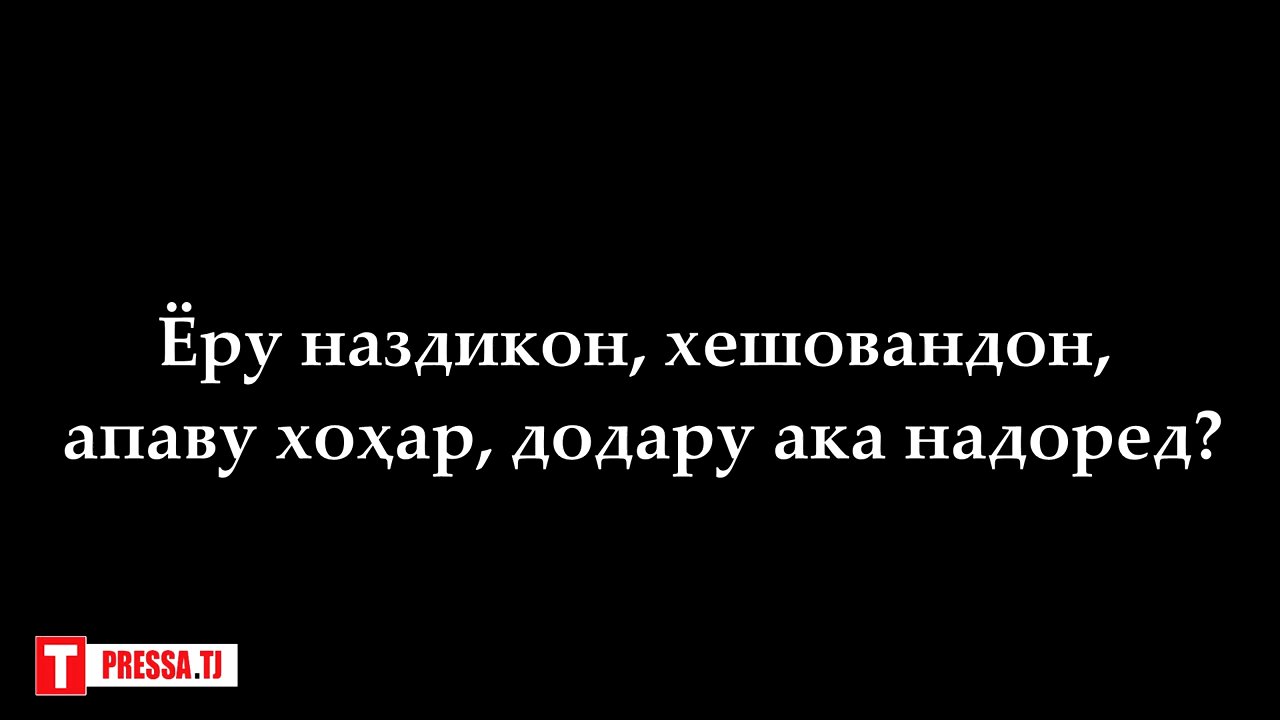 Ёру наздикон, хешовандон,
апаву хоҳар, додару ака надоред?
T PRESSA.TJ